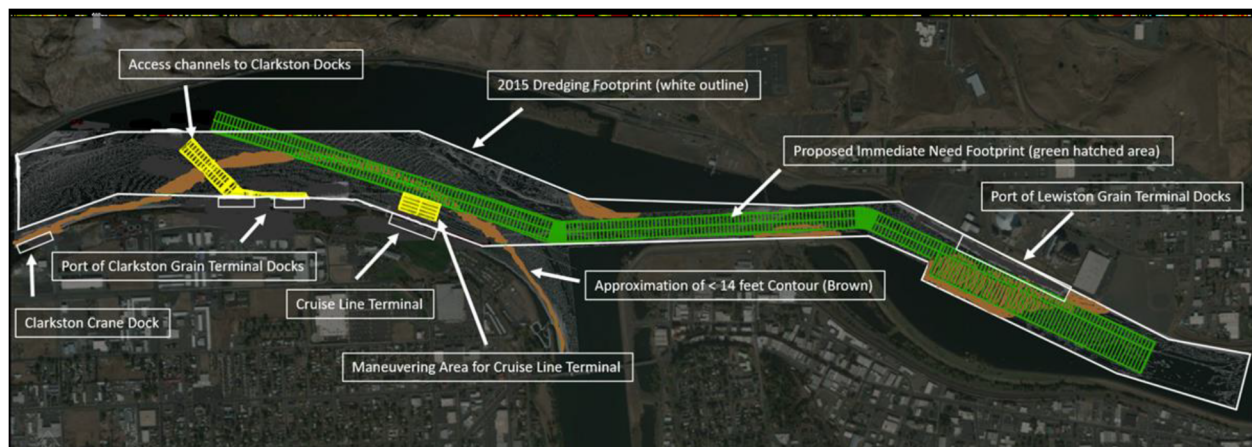 Access channels to Clarkston Docks
2015 Dredging Footprint (white outline)
Proposed Immediate Need Footprint (green hatched area)
Port of Lewiston Grain Terminal Docks
Port of Clarkston Grain Terminal Docks
Approximation of < 14 feet Contour (Brown)
Cruise Line Terminal
Clarkston Crane Dock
Maneuvering Area for Cruise Line Terminal